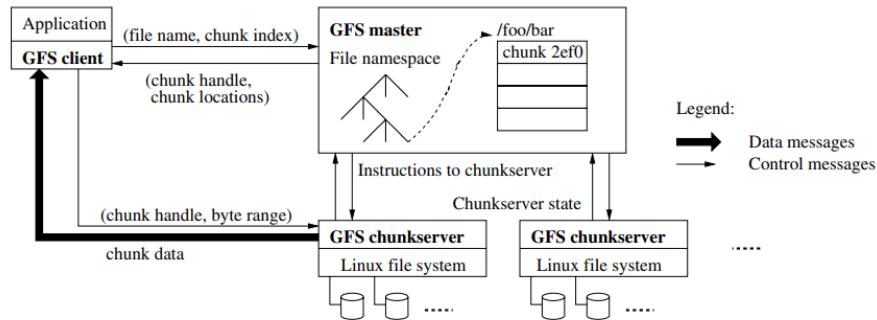 Application
GFS client
(file name, chunk index)
(chunk handle,
chunk locations)
GFS master
File namespace
/foo/bar
chunk 2ef0
Legend:
Data messages
Control messages
Instructions to chunkserver
Chunkserver state
(chunk handle, byte range)
chunk data
GFS chunkserver
Linux file system
GFS chunkserver
Linux file system